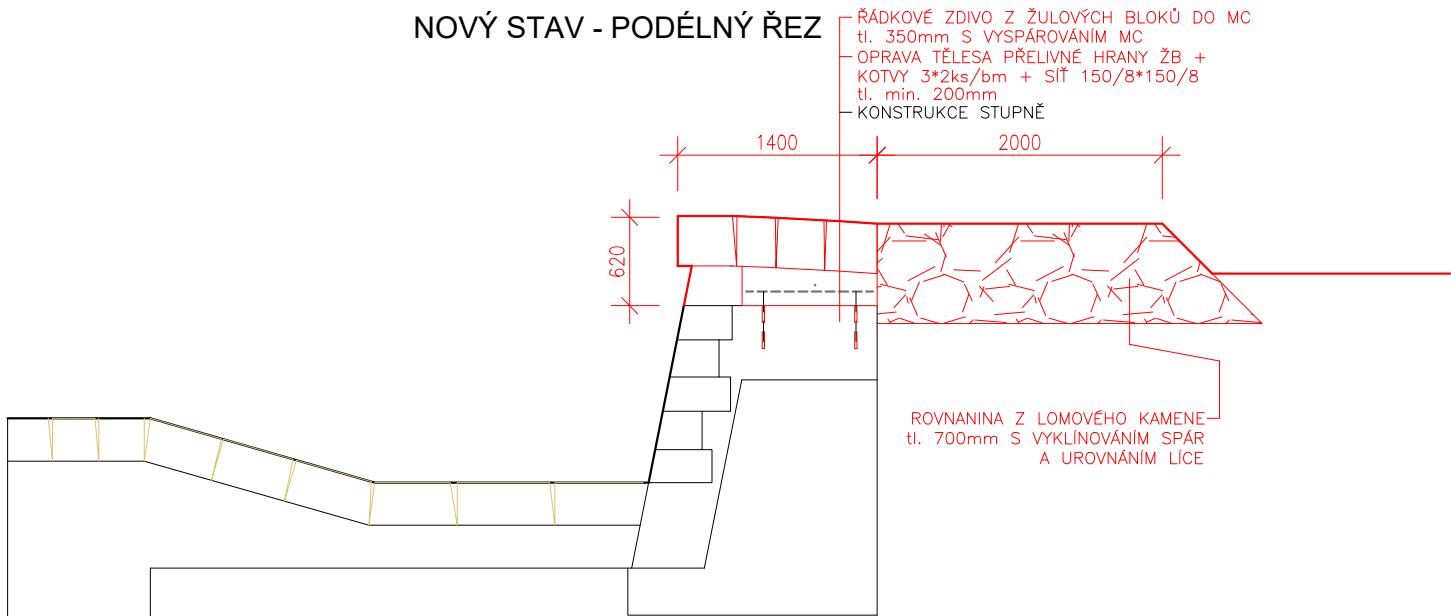 NOVÝ STAV - PODÉLNÝ ŘEZ
ŘÁDKOVÉ ZDIVO Z ŽULOVÝCH BLOKŮ DO MC
tl. 350mm S VYSPÁROVÁNÍM MC
OPRAVA TĚLESA PŘELIVNÉ HRANY ŽB +
KOTVY 3*2ks/bm + SÍŤ 150/8*150/8
tl. min. 200mm
KONSTRUKCE STUPNĚ
1400
2000
620
ROVNANINA Z LOMOVÉHO KAMENE
tl. 700mm S VYKLÍNOVÁNÍM SPÁR
A UROVNÁNÍM LÍCE